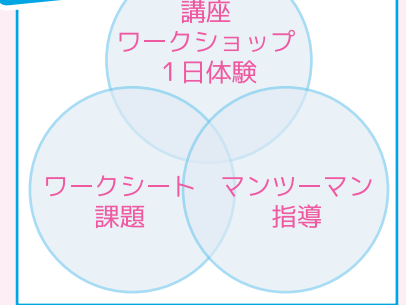 講座
ワークショップ
1日体験
ワークシート
課題
マンツーマン
指導